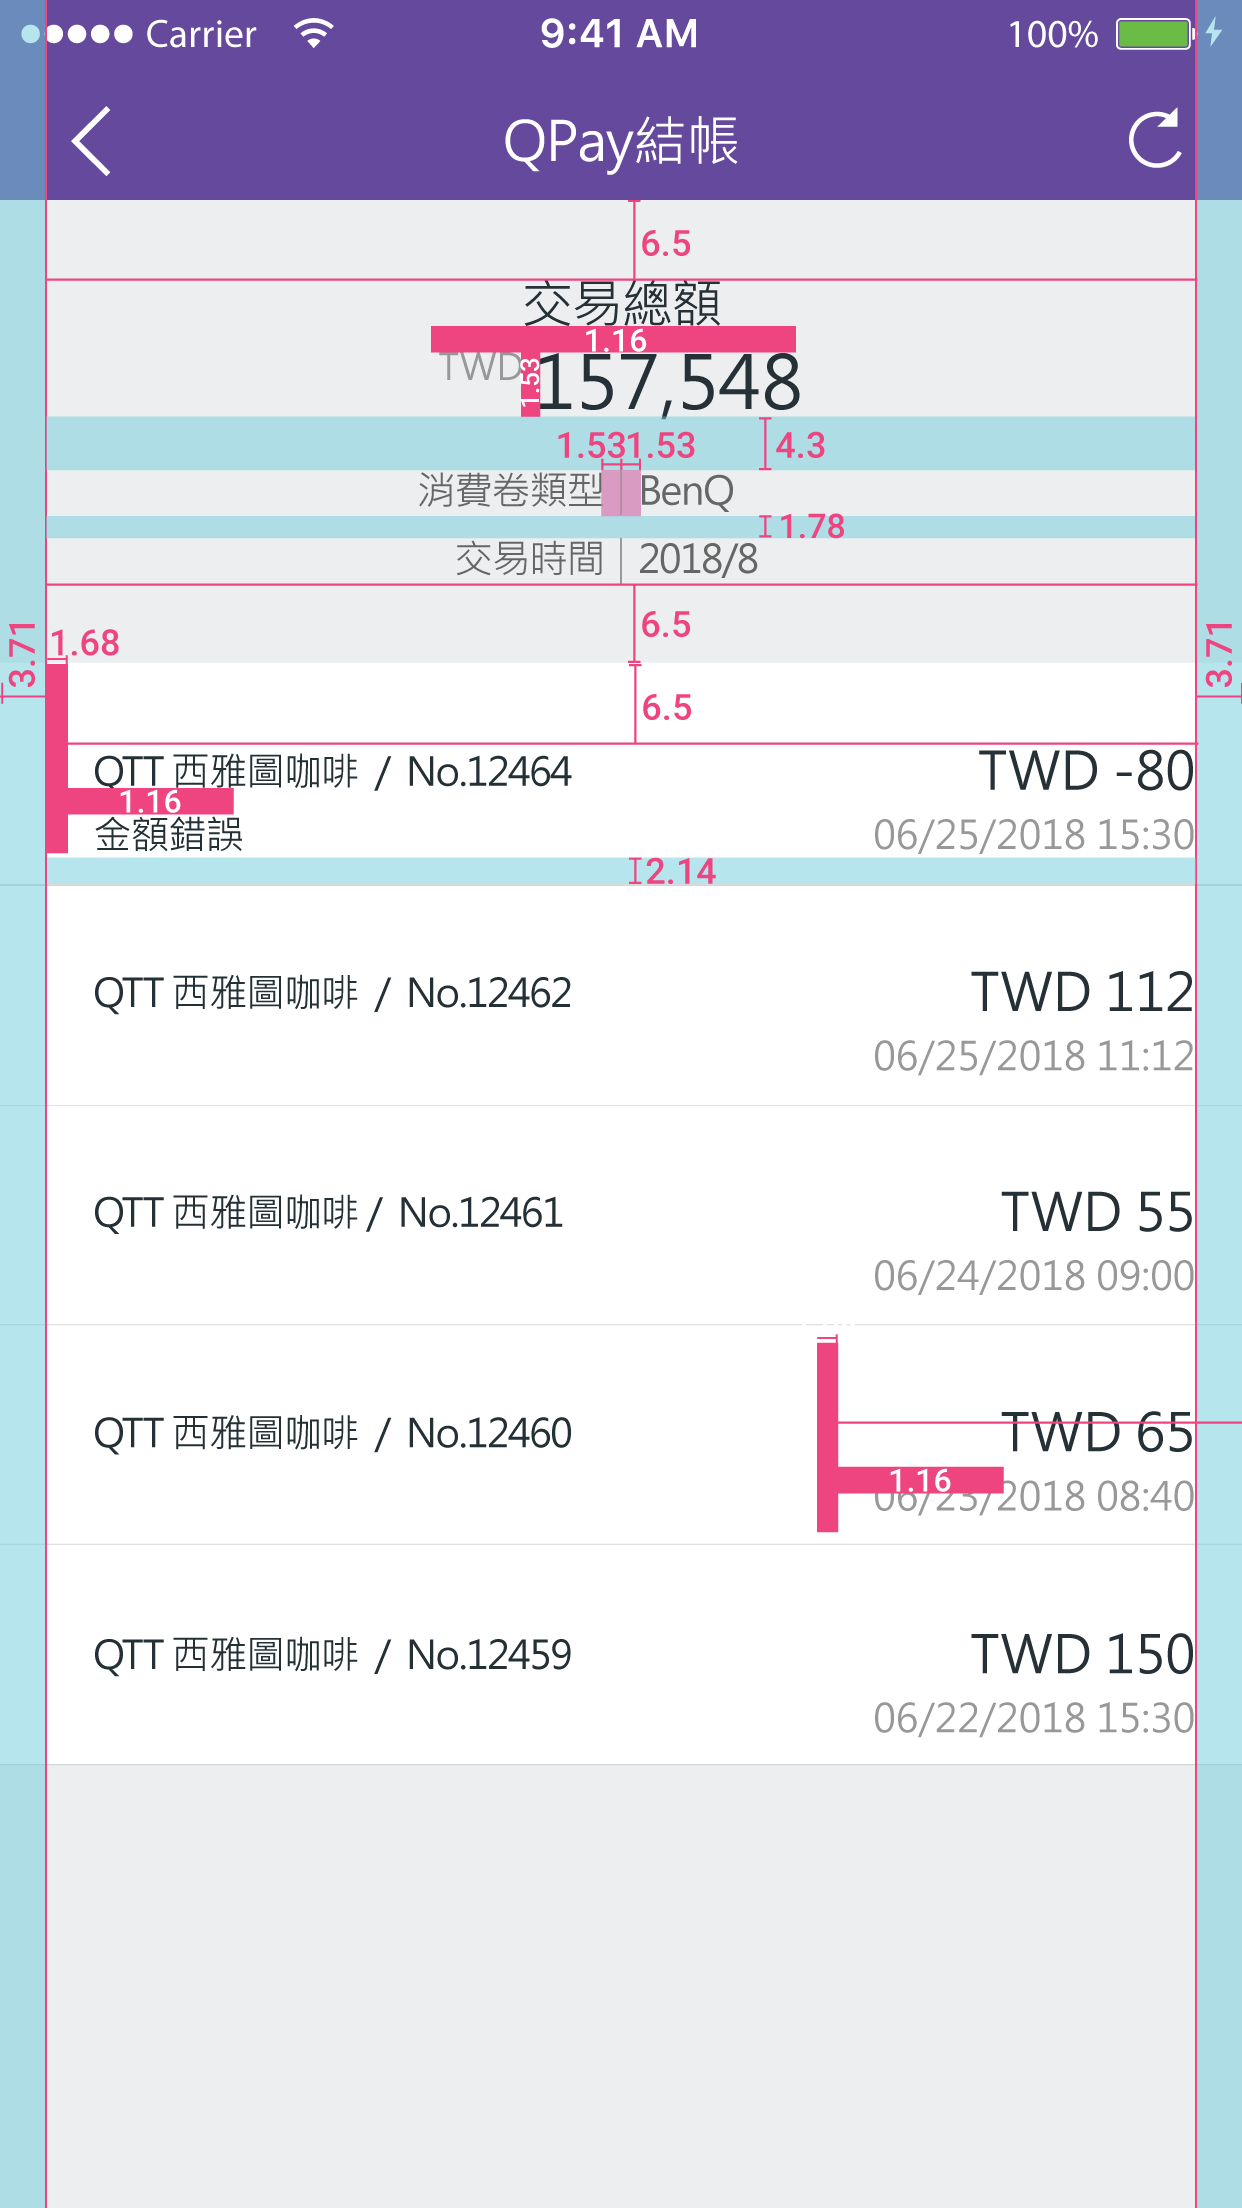 Carrier 9:41 AM 100%
QPay結帳
6.5
交易總額
1.16
TWD 1.53 157,548
1.53 1.53 4.3
消費卷類型 BenQ
1.78
交易時間 2018/8
6.5
3.71 1.68 3.71
6.5
QTT 西雅圖咖啡 / No.12464 TWD -80
1.16
金額錯誤 06/25/2018 15:30
2.14
QTT 西雅圖咖啡 / No.12462 TWD 112
06/25/2018 11:12
QTT 西雅圖咖啡 / No.12461 TWD 55
06/24/2018 09:00
QTT 西雅圖咖啡 / No.12460 TWD 65
1.16
06/23/2018 08:40
QTT 西雅圖咖啡 / No.12459 TWD 150
06/22/2018 15:30